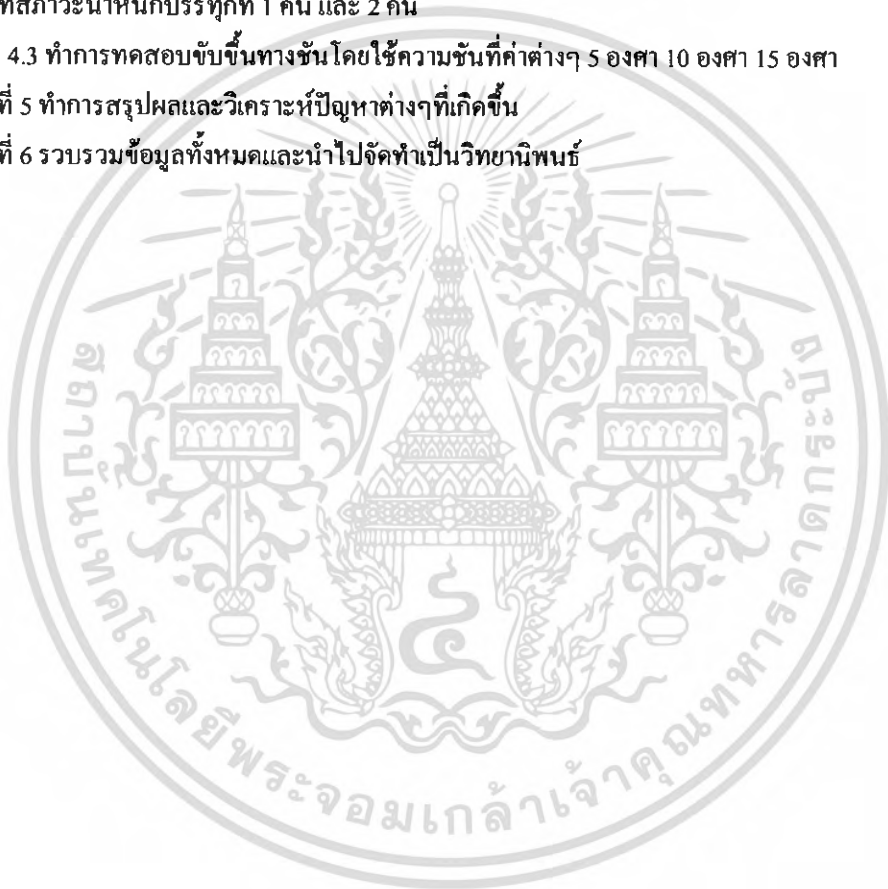 ที่สภาวะน้ำหนักบรรทุกที่ 1 คน และ 2 คน
4.3 ทำการทดสอบขับขึ้นทางชันโดยใช้ความชันที่ค่าต่างๆ 5 องศา 10 องศา 15 องศา
ที่ 5 ทำการสรุปผลและวิเคราะห์ปัญหาต่างๆที่เกิดขึ้น
ที่ 6 รวบรวมข้อมูลทั้งหมดและนำไปจัดทำเป็นวิทยานิพนธ์
สถาบันเทคโนโลยีพระจอมเกล้าเจ้าคุณทหารลาดกระบัง
๔